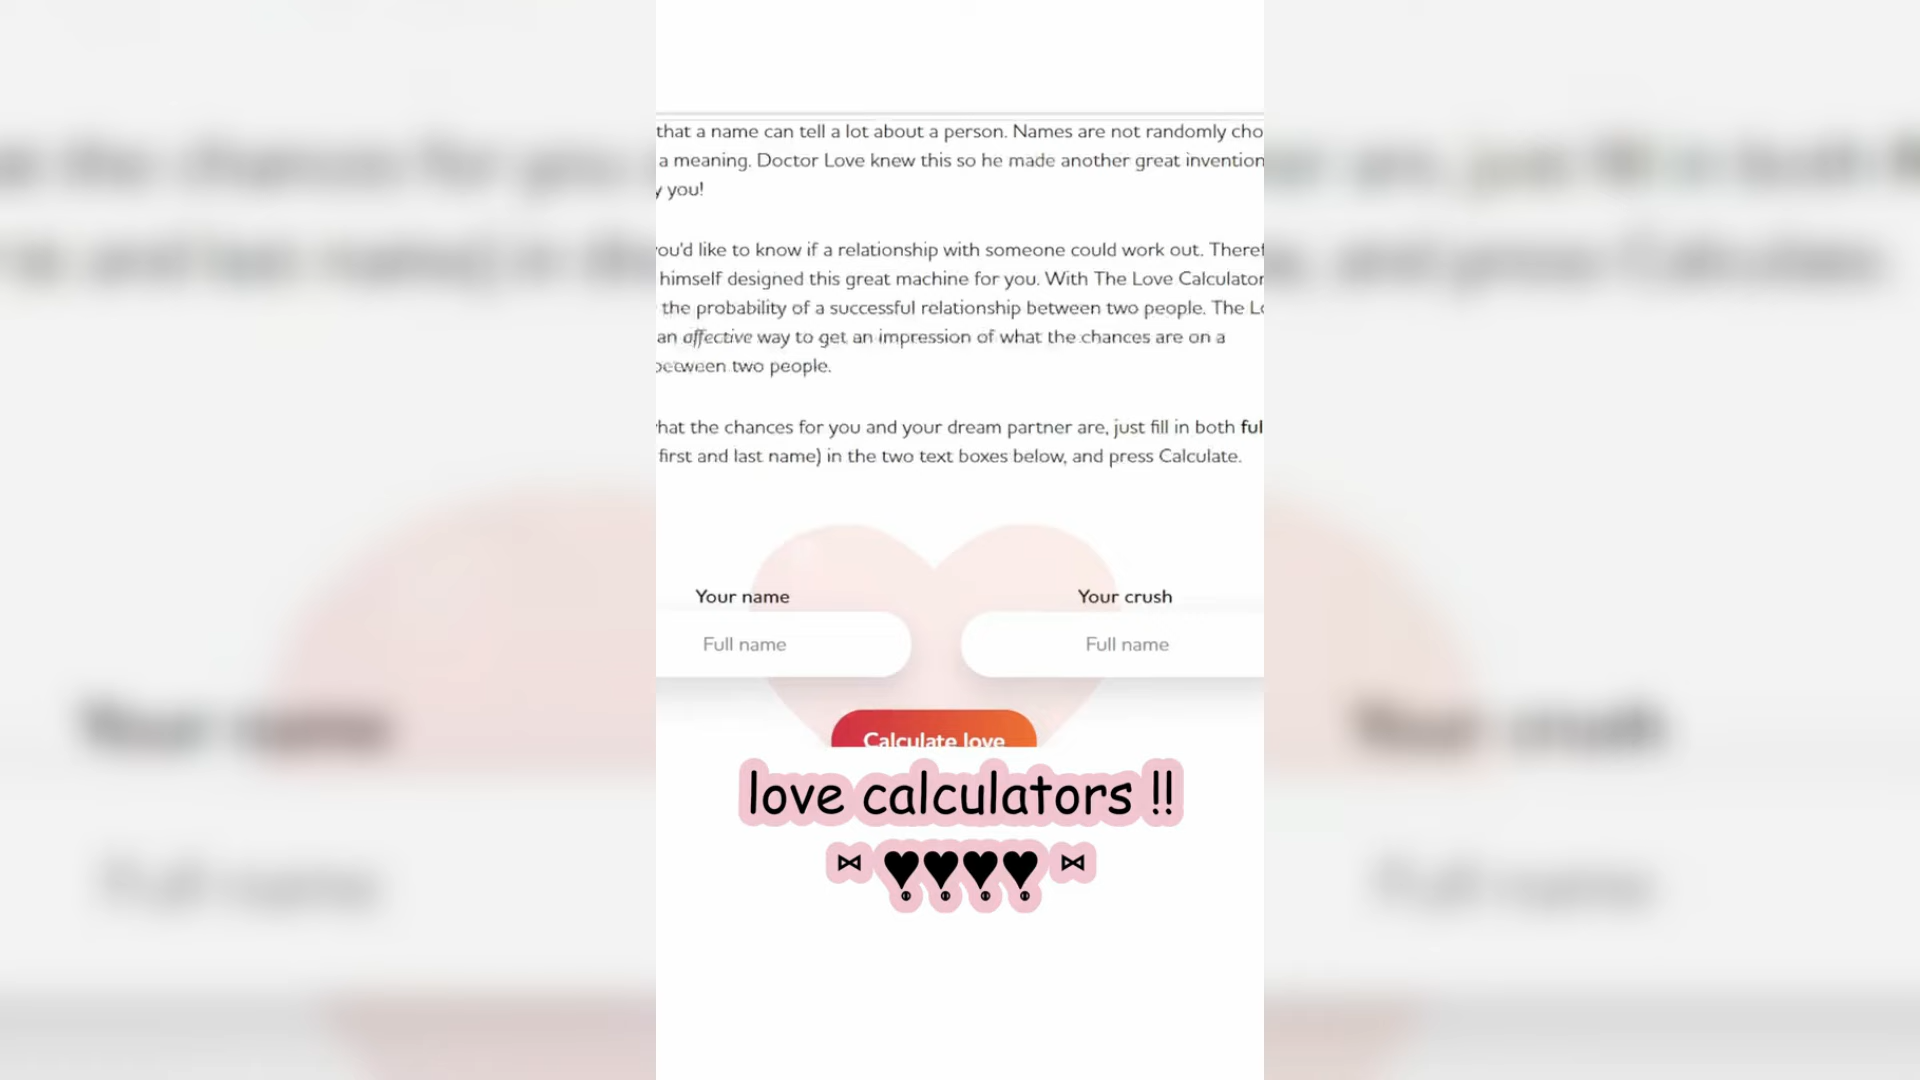 that a name can tell a lot about a person. Names are not randomly cho
a meaning. Doctor Love knew this so he made another great invention
y you!
ou'd like to know if a relationship with someone could work out. Theref
himself designed this great machine for you. With The Love Calculator
the probability of a successful relationship between two people. The Lo
an affective way to get an impression of what the chances are on a
between two people.
hat the chances for you and your dream partner are, just fill in both ful
first and last name) in the two text boxes below, and press Calculate.
Your name
Your crush
Full name
Full name
Calculate love
love calculators !!
⋈ ❣❣❣❣ ⋈